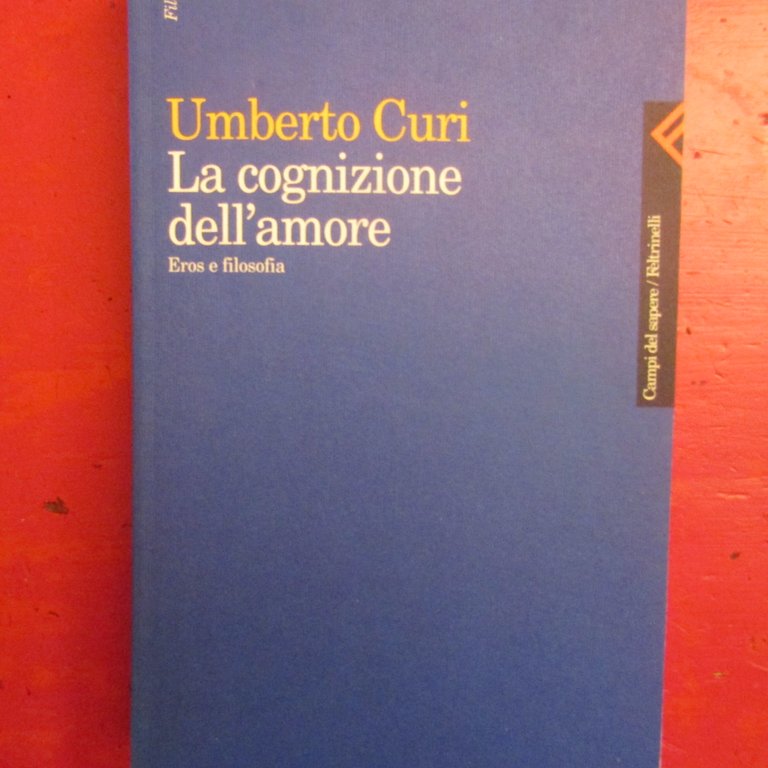 Umberto Curi
La cognizione
dell'amore
Eros e filosofia
Campi del sapere / Feltrinelli